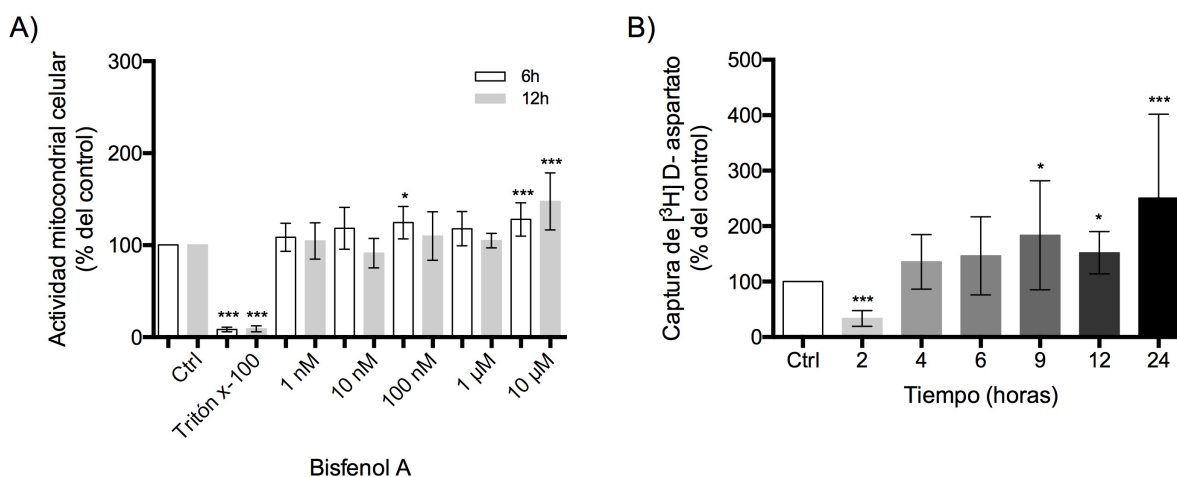 A)
Actividad mitocondrial celular
(% del control)
300
200
100
0
6h
12h
***
***
*
***
***
Ctrl
Tritón x-100
1 nM
10 nM
100 nM
1 µM
10 µM
Bisfenol A
B)
Captura de [³H] D- aspartato
(% del control)
500
400
300
200
100
0
***
*
*
***
Ctrl
2
4
6
9
12
24
Tiempo (horas)